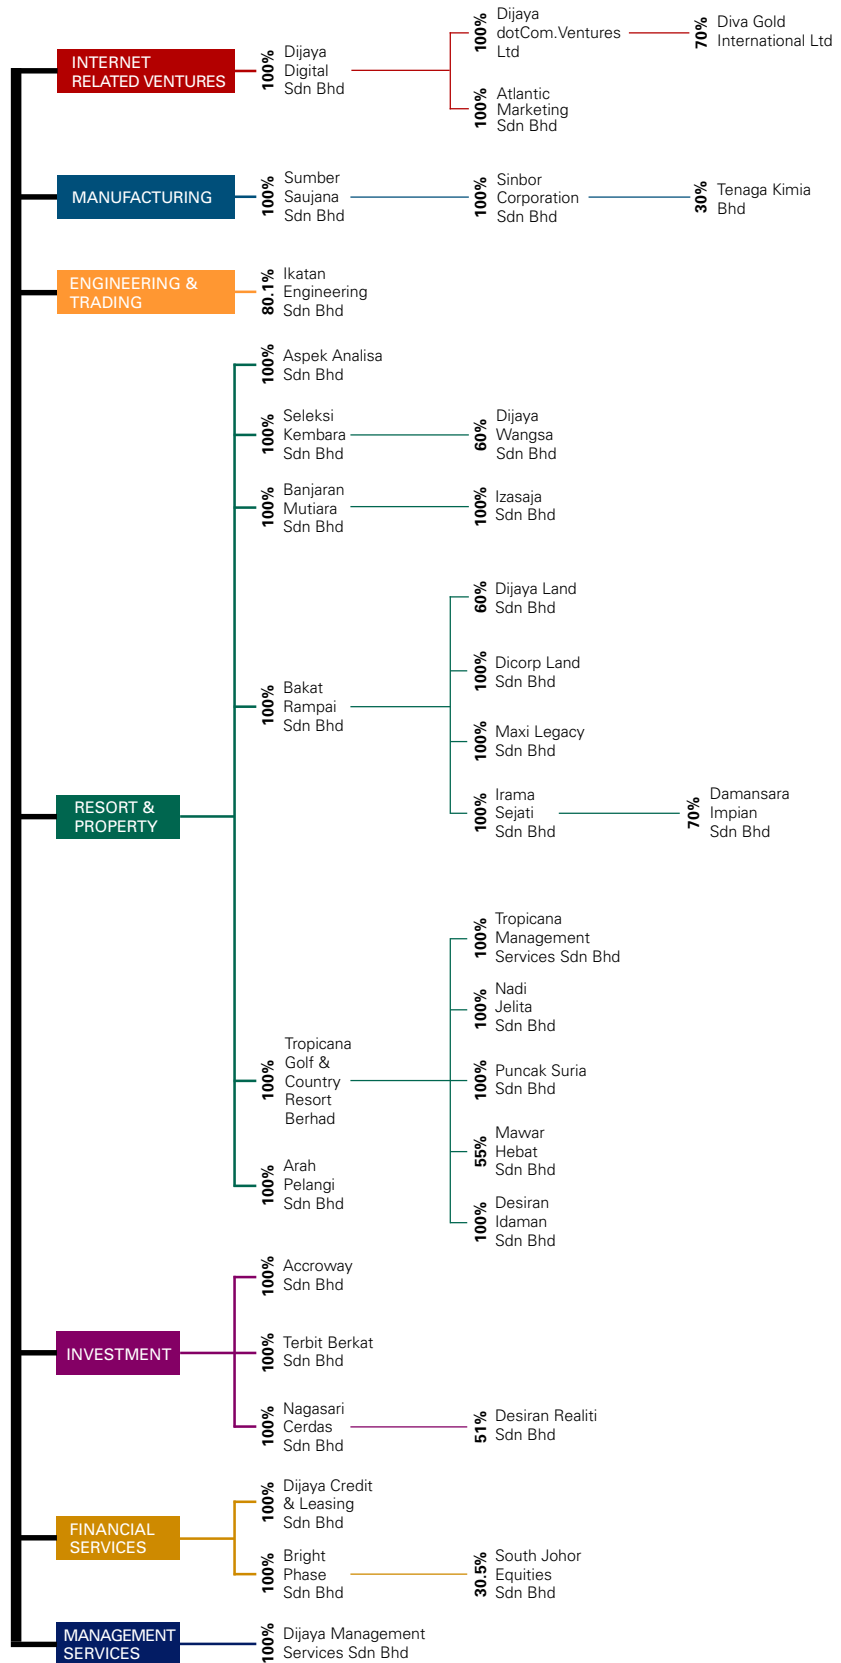 INTERNET
RELATED VENTURES
100%
Dijaya
Digital
Sdn Bhd
100%
Dijaya
dotCom.Ventures
Ltd
70%
Diva Gold
International Ltd
100%
Atlantic
Marketing
Sdn Bhd
MANUFACTURING
100%
Sumber
Saujana
Sdn Bhd
100%
Sinbor
Corporation
Sdn Bhd
30%
Tenaga Kimia
Bhd
ENGINEERING &
TRADING
80.1%
Ikatan
Engineering
Sdn Bhd
RESORT &
PROPERTY
100%
Aspek Analisa
Sdn Bhd
100%
Seleksi
Kembara
Sdn Bhd
60%
Dijaya
Wangsa
Sdn Bhd
100%
Banjaran
Mutiara
Sdn Bhd
100%
Izasaja
Sdn Bhd
100%
Bakat
Rampai
Sdn Bhd
60%
Dijaya Land
Sdn Bhd
100%
Dicorp Land
Sdn Bhd
100%
Maxi Legacy
Sdn Bhd
100%
Irama
Sejati
Sdn Bhd
70%
Damansara
Impian
Sdn Bhd
100%
Tropicana
Golf &
Country
Resort
Berhad
100%
Tropicana
Management
Services Sdn Bhd
100%
Nadi
Jelita
Sdn Bhd
100%
Puncak Suria
Sdn Bhd
55%
Mawar
Hebat
Sdn Bhd
100%
Desiran
Idaman
Sdn Bhd
100%
Arah
Pelangi
Sdn Bhd
INVESTMENT
100%
Accroway
Sdn Bhd
100%
Terbit Berkat
Sdn Bhd
100%
Nagasari
Cerdas
Sdn Bhd
51%
Desiran Realiti
Sdn Bhd
FINANCIAL
SERVICES
100%
Dijaya Credit
& Leasing
Sdn Bhd
100%
Bright
Phase
Sdn Bhd
30.5%
South Johor
Equities
Sdn Bhd
MANAGEMENT
SERVICES
100%
Dijaya Management
Services Sdn Bhd